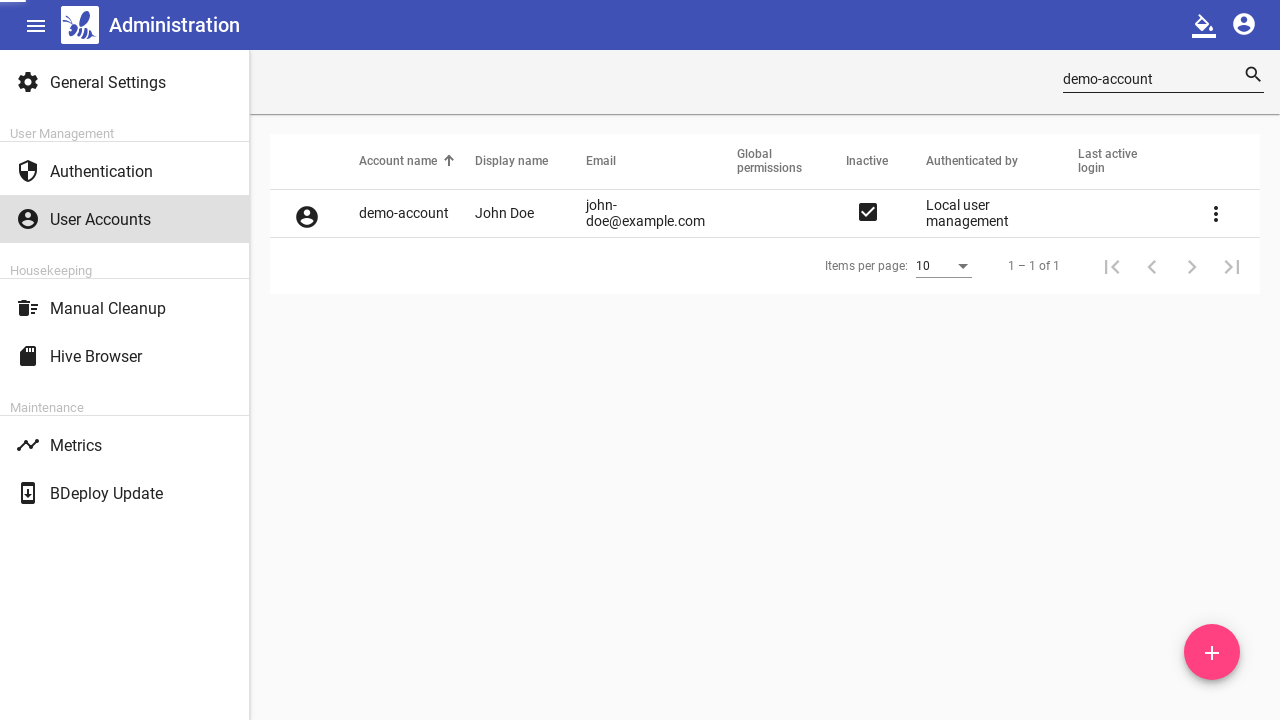 Administration
General Settings
User Management
Authentication
User Accounts
Housekeeping
Manual Cleanup
Hive Browser
Maintenance
Metrics
BDeploy Update
demo-account
Account name
Display name
Email
Global
permissions
Inactive
Authenticated by
Last active
login
demo-account
John Doe
john-
doe@example.com
Local user
management
Items per page:
10
1 – 1 of 1